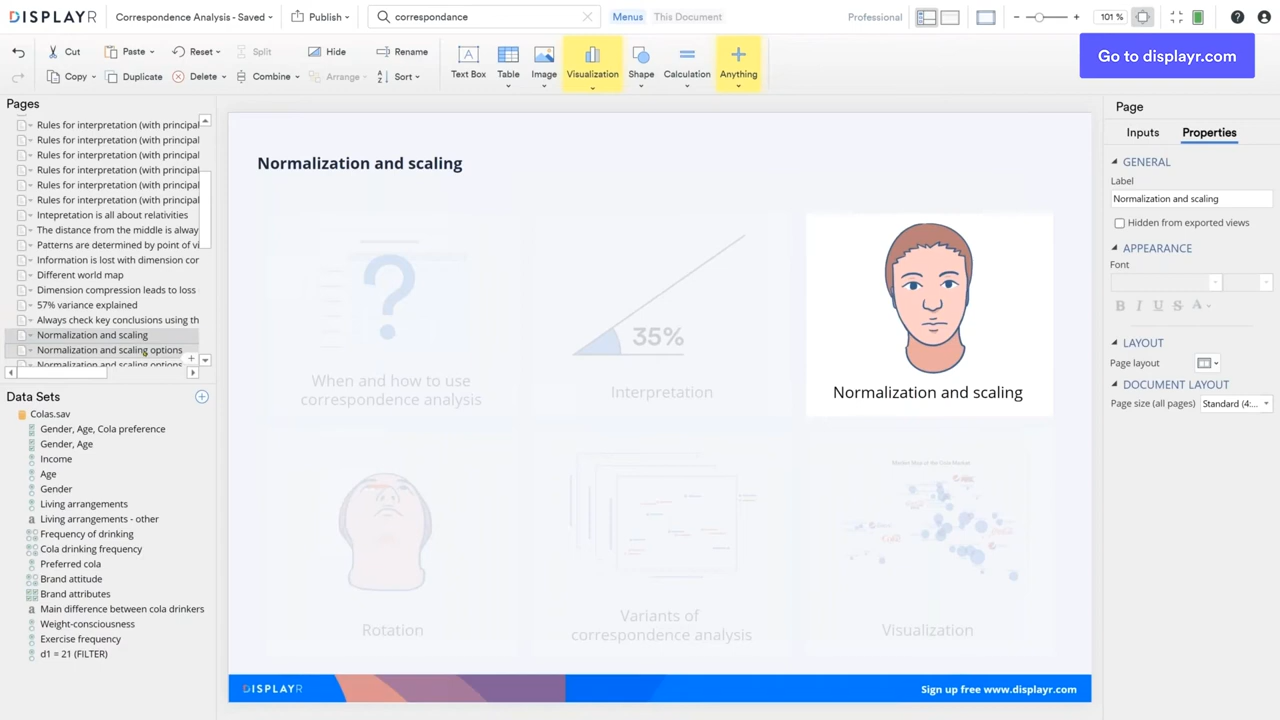 DISPLAYR
Correspondence Analysis - Saved
Publish
correspondance
Menus
This Document
Professional
101 %
Cut
Paste
Reset
Split
Hide
Rename
Copy
Duplicate
Delete
Combine
Arrange
Sort
Text Box
Table
Image
Visualization
Shape
Calculation
Anything
Go to displayr.com
Pages
Rules for interpretation (with principal
Rules for interpretation (with principal
Rules for interpretation (with principal
Rules for interpretation (with principal
Rules for interpretation (with principal
Rules for interpretation (with principal
Intepretation is all about relativities
The distance from the middle is alway
Patterns are determined by point of vi
Information is lost with dimension cor
Different world map
Dimension compression leads to loss
57% variance explained
Always check key conclusions using th
Normalization and scaling
Normalization and scaling options
Normalization and scaling options
Data Sets
Colas.sav
Gender, Age, Cola preference
Gender, Age
Income
Age
Gender
Living arrangements
Living arrangements - other
Frequency of drinking
Cola drinking frequency
Preferred cola
Brand attitude
Brand attributes
Main difference between cola drinkers
Weight-consciousness
Exercise frequency
d1 = 21 (FILTER)
Normalization and scaling
When and how to use
correspondence analysis
35%
Interpretation
Normalization and scaling
Rotation
Variants of
correspondence analysis
Visualization
DISPLAYR
Sign up free www.displayr.com
Page
Inputs
Properties
GENERAL
Label
Normalization and scaling
Hidden from exported views
APPEARANCE
Font
B I U S A
LAYOUT
Page layout
DOCUMENT LAYOUT
Page size (all pages)
Standard (4:...